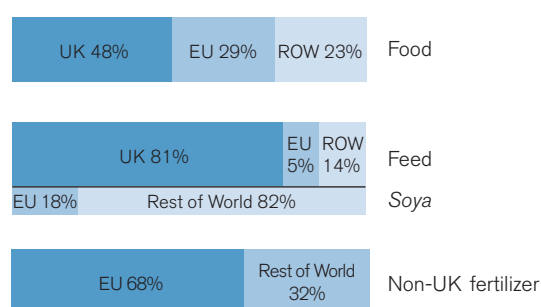 UK 48% EU 29% ROW 23% Food
UK 81% EU 5% ROW 14% Feed
EU 18% Rest of World 82% Soya
EU 68% Rest of World 32% Non-UK fertilizer